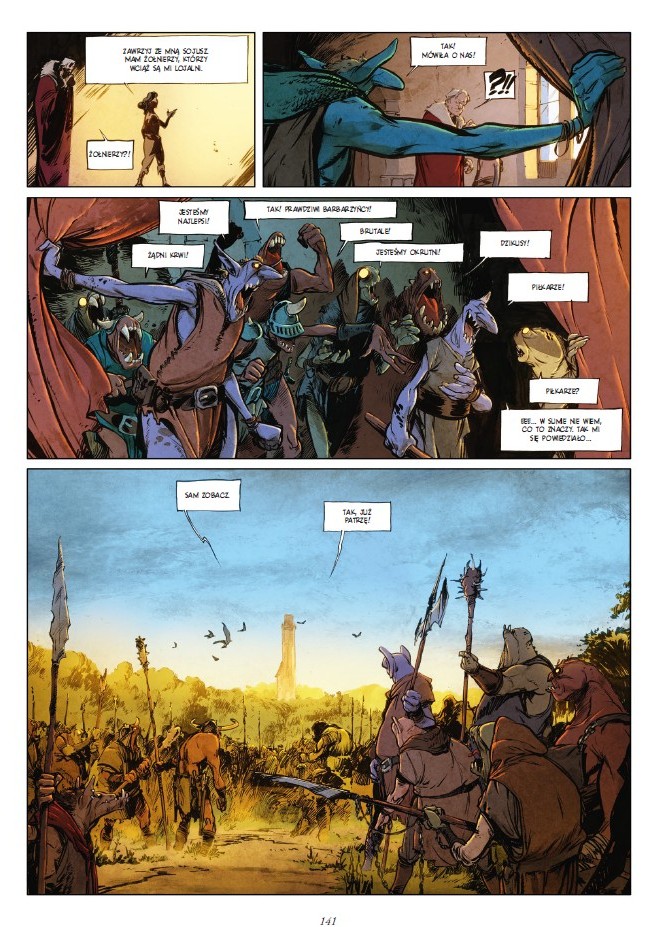 ZAWRZYJ ZE MNĄ SOJUSZ.
MAM ŻOŁNIERZY, KTÓRZY
WCIĄŻ SĄ MI LOJALNI.
ŻOŁNIERZY?!
TAK!
MÓWIŁA O NAS!
?!!
JESTEŚMY
NAJLEPSI!
TAK! PRAWDZIWI BARBARZYŃCY!
BRUTALE!
ŻĄDNI KRWI!
JESTEŚMY OKRUTNI!
DZIKUSY!
PIŁKARZE!
PIŁKARZE?
EEE... W SUMIE NIE WIEM,
CO TO ZNACZY. TAK MI
SIĘ POWIEDZIAŁO...
SAM ZOBACZ.
TAK, JUŻ
PATRZĘ!
141